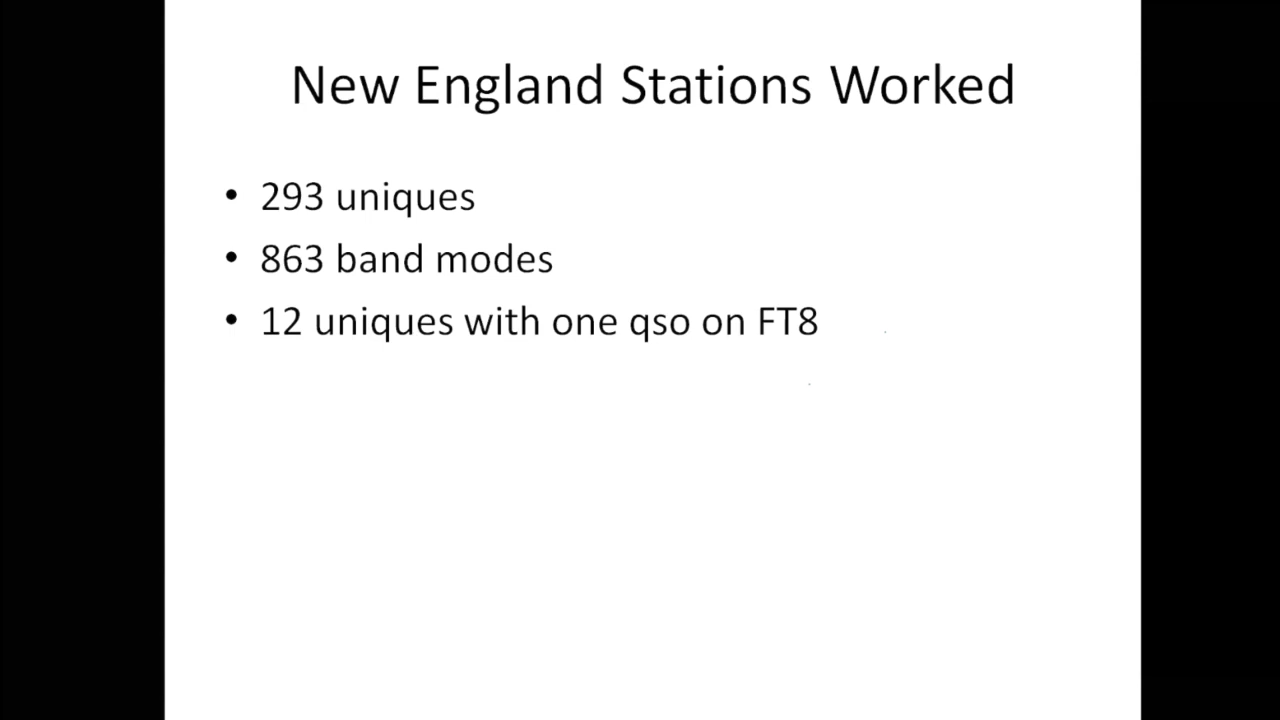 New England Stations Worked
• 293 uniques
• 863 band modes
• 12 uniques with one qso on FT8